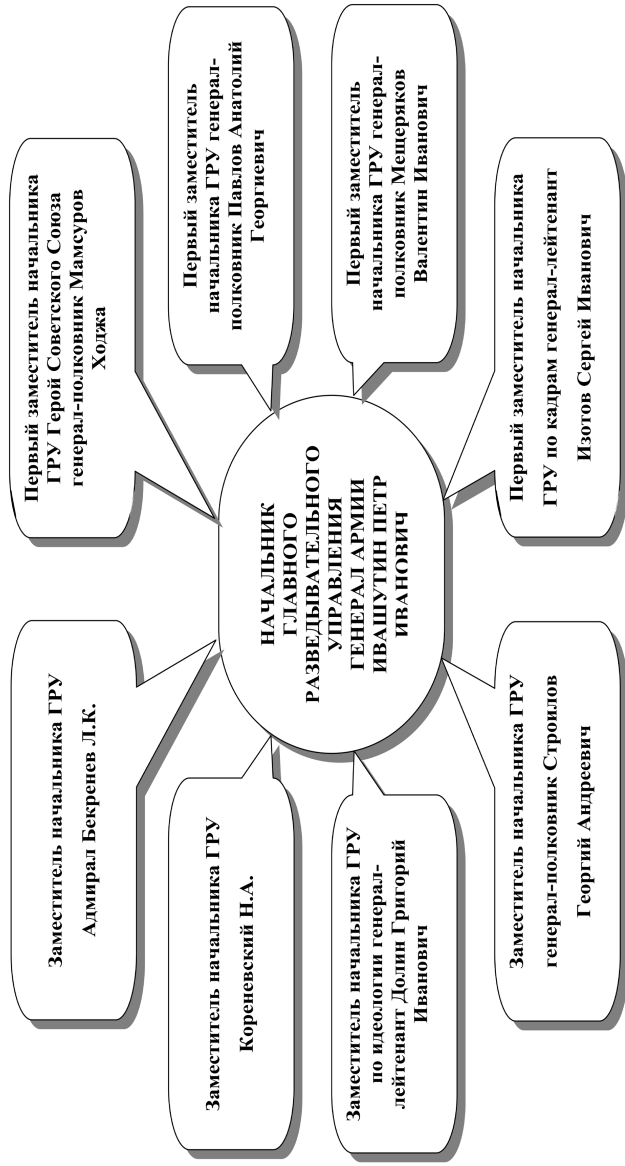 Заместитель начальника ГРУ
Адмирал Бекренев Л.К.
Первый заместитель начальника
ГРУ Герой Советского Союза
генерал-полковник Мамсуров
Ходжа
Заместитель начальника ГРУ
Кореневский Н.А.
Первый заместитель
начальника ГРУ генерал-
полковник Павлов Анатолий
Георгиевич
НАЧАЛЬНИК
ГЛАВНОГО
РАЗВЕДЫВАТЕЛЬНОГО
УПРАВЛЕНИЯ
ГЕНЕРАЛ АРМИИ
ИВАШУТИН ПЕТР
ИВАНОВИЧ
Заместитель начальника ГРУ
по идеологии генерал-
лейтенант Долин Григорий
Иванович
Первый заместитель
начальника ГРУ генерал-
полковник Мещеряков
Валентин Иванович
Заместитель начальника ГРУ
генерал-полковник Строилов
Георгий Андреевич
Первый заместитель начальника
ГРУ по кадрам генерал-лейтенант
Изотов Сергей Иванович